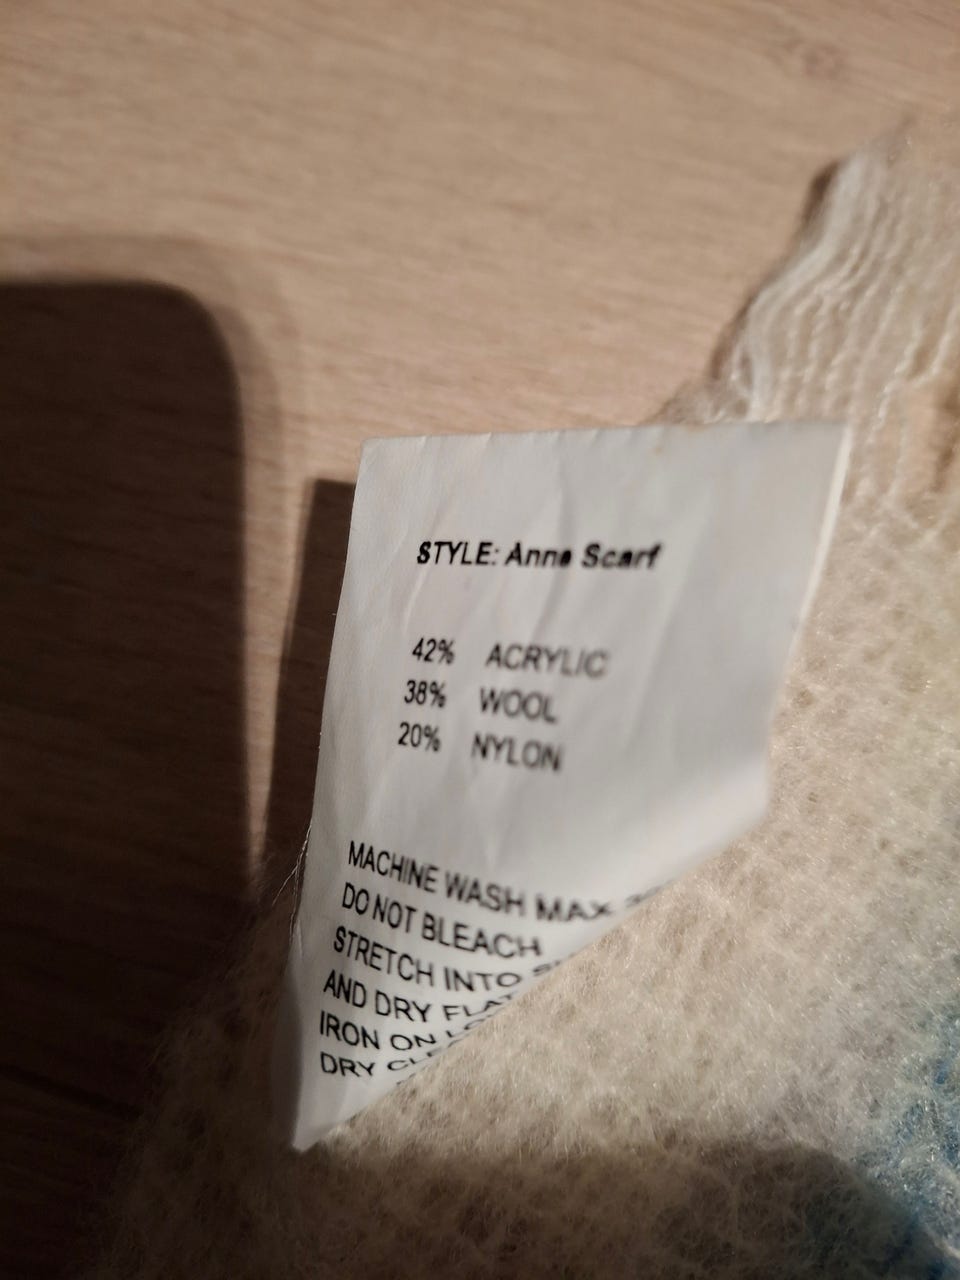 STYLE: Anne Scarf
42% ACRYLIC
38% WOOL
20% NYLON
MACHINE WASH MAX
DO NOT BLEACH
STRETCH INTO
AND DRY
IRON ON
DRY